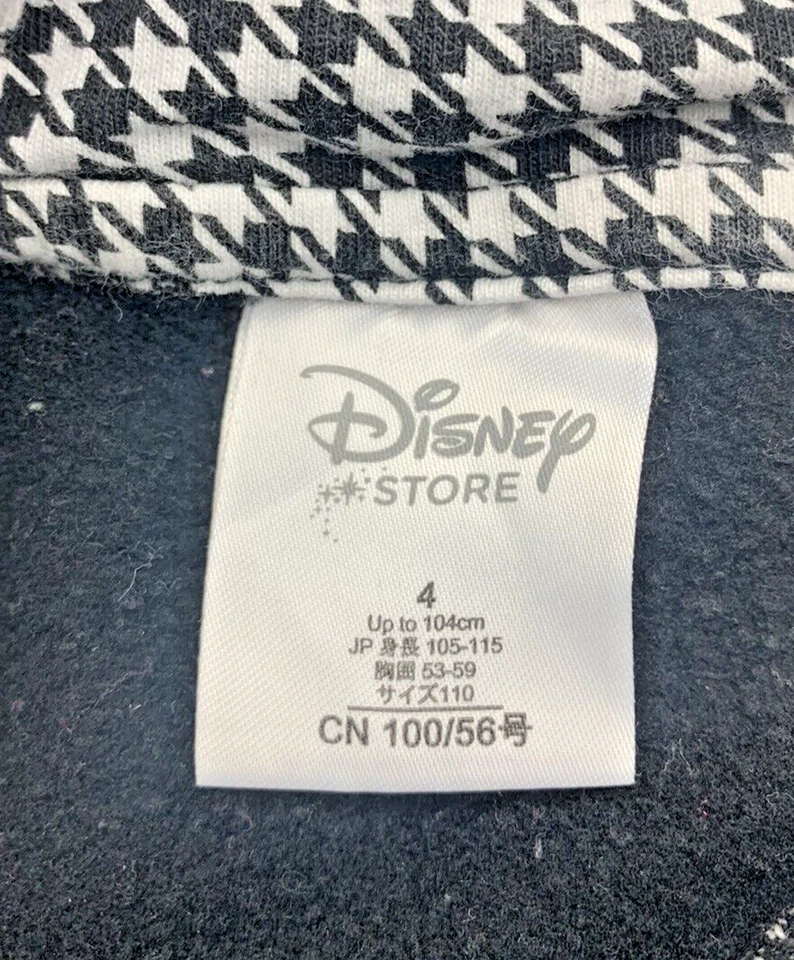 Disney
STORE
4
Up to 104cm
JP 身長 105-115
胸囲 53-59
サイズ110
CN 100/56号